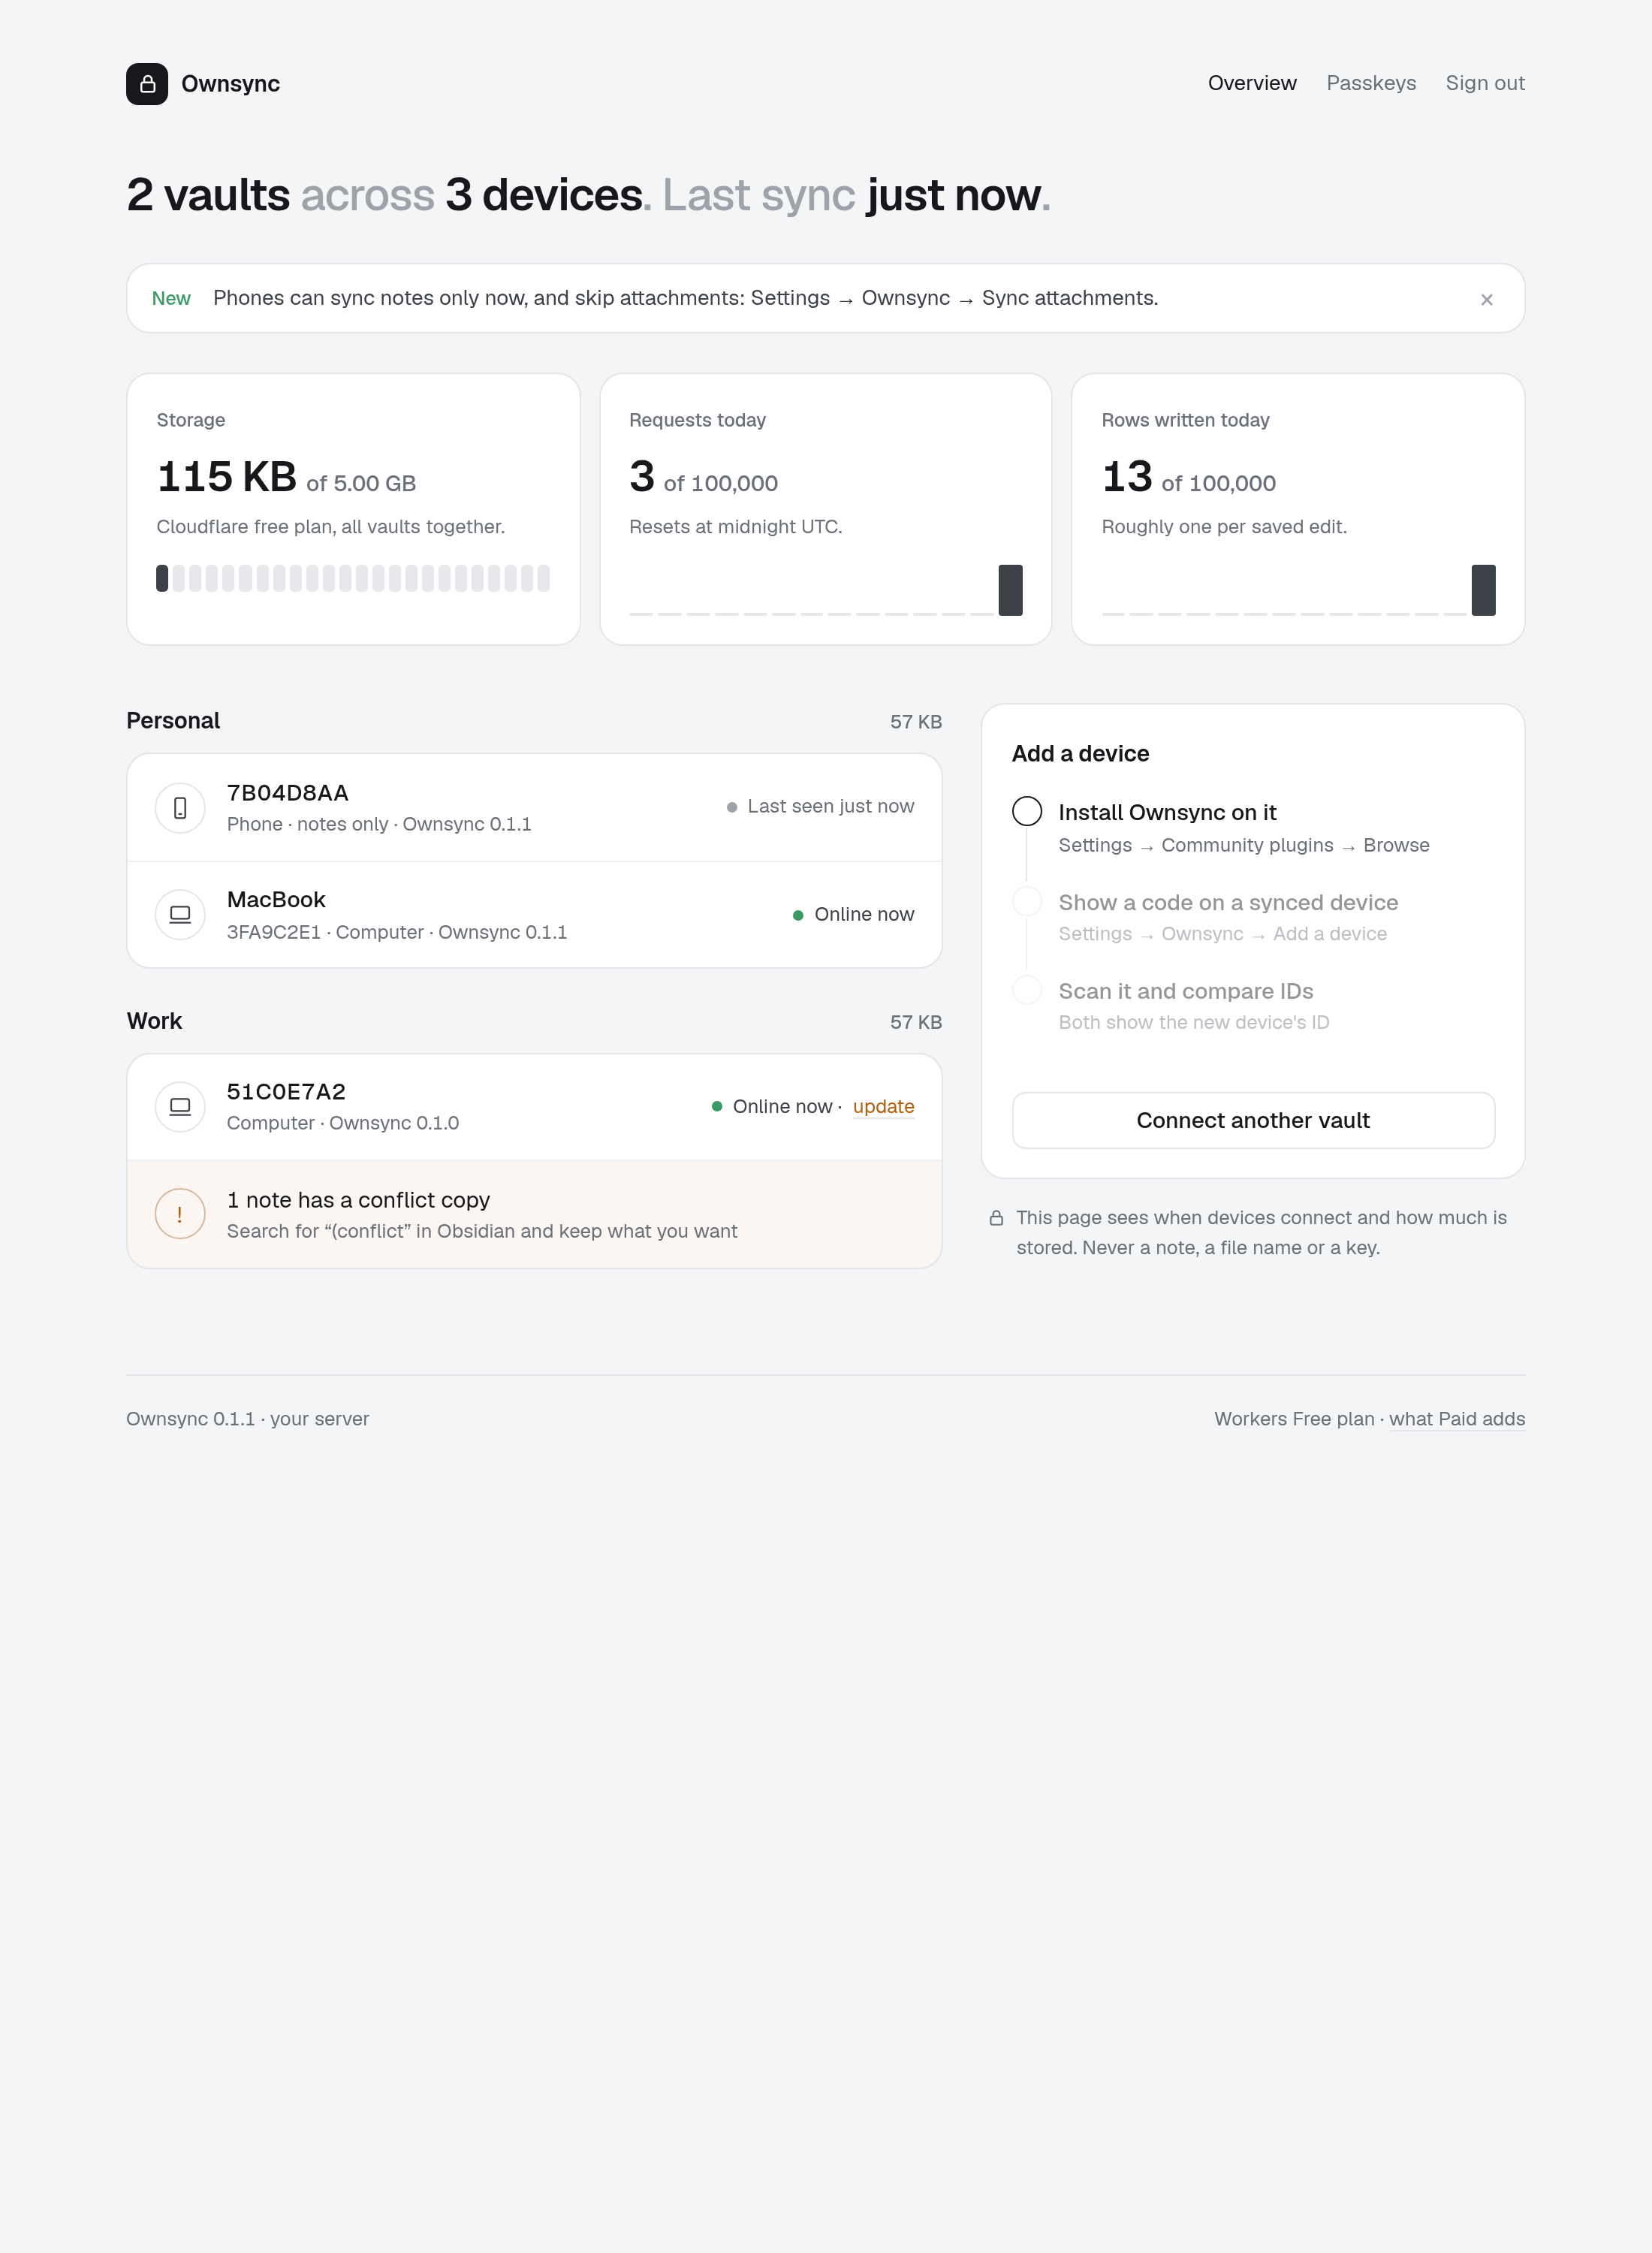 Ownsync
Overview Passkeys Sign out
2 vaults across 3 devices. Last sync just now.
New Phones can sync notes only now, and skip attachments: Settings → Ownsync → Sync attachments. ×
Storage
115 KB of 5.00 GB
Cloudflare free plan, all vaults together.
Requests today
3 of 100,000
Resets at midnight UTC.
Rows written today
13 of 100,000
Roughly one per saved edit.
Personal 57 KB
7B04D8AA
Phone · notes only · Ownsync 0.1.1
Last seen just now
MacBook
3FA9C2E1 · Computer · Ownsync 0.1.1
Online now
Work 57 KB
51C0E7A2
Computer · Ownsync 0.1.0
Online now · update
!
1 note has a conflict copy
Search for “(conflict” in Obsidian and keep what you want
Add a device
Install Ownsync on it
Settings → Community plugins → Browse
Show a code on a synced device
Settings → Ownsync → Add a device
Scan it and compare IDs
Both show the new device's ID
Connect another vault
This page sees when devices connect and how much is
stored. Never a note, a file name or a key.
Ownsync 0.1.1 · your server
Workers Free plan · what Paid adds